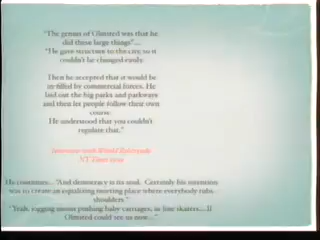 "The genius of Olmsted was that he
did these large things"...
"He gave structure to the city so it
couldn't be changed easily.
Then he accepted that it would be
in-filled by commercial forces. He
laid out the big parks and parkways
and then let people follow their own
course.
He understood that you couldn't
regulate that."
Interview with Witold Rybczynski
NY Times
He continues... "And democracy is its soul. Certainly his intention
was to create an equalizing meeting place where everybody rubs
shoulders."
"Yeah, jogging moms pushing baby carriages, in-line skaters...If
Olmsted could see us now..."